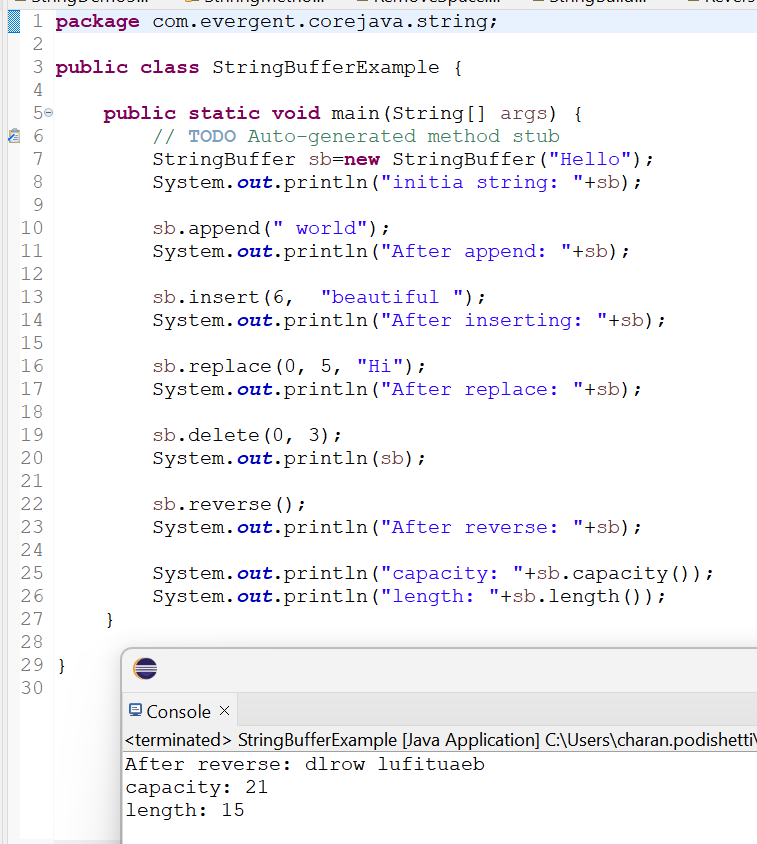 1 package com.evergent.corejava.string;
2
3 public class StringBufferExample {
4
5 public static void main(String[] args) {
6 // TODO Auto-generated method stub
7 StringBuffer sb=new StringBuffer("Hello");
8 System.out.println("initia string: "+sb);
9
10 sb.append(" world");
11 System.out.println("After append: "+sb);
12
13 sb.insert(6,  "beautiful ");
14 System.out.println("After inserting: "+sb);
15
16 sb.replace(0, 5, "Hi");
17 System.out.println("After replace: "+sb);
18
19 sb.delete(0, 3);
20 System.out.println(sb);
21
22 sb.reverse();
23 System.out.println("After reverse: "+sb);
24
25 System.out.println("capacity: "+sb.capacity());
26 System.out.println("length: "+sb.length());
27 }
28
29 }
30
Console ×
<terminated> StringBufferExample [Java Application] C:\Users\charan.podishetti\
After reverse: dlrow lufituaeb
capacity: 21
length: 15